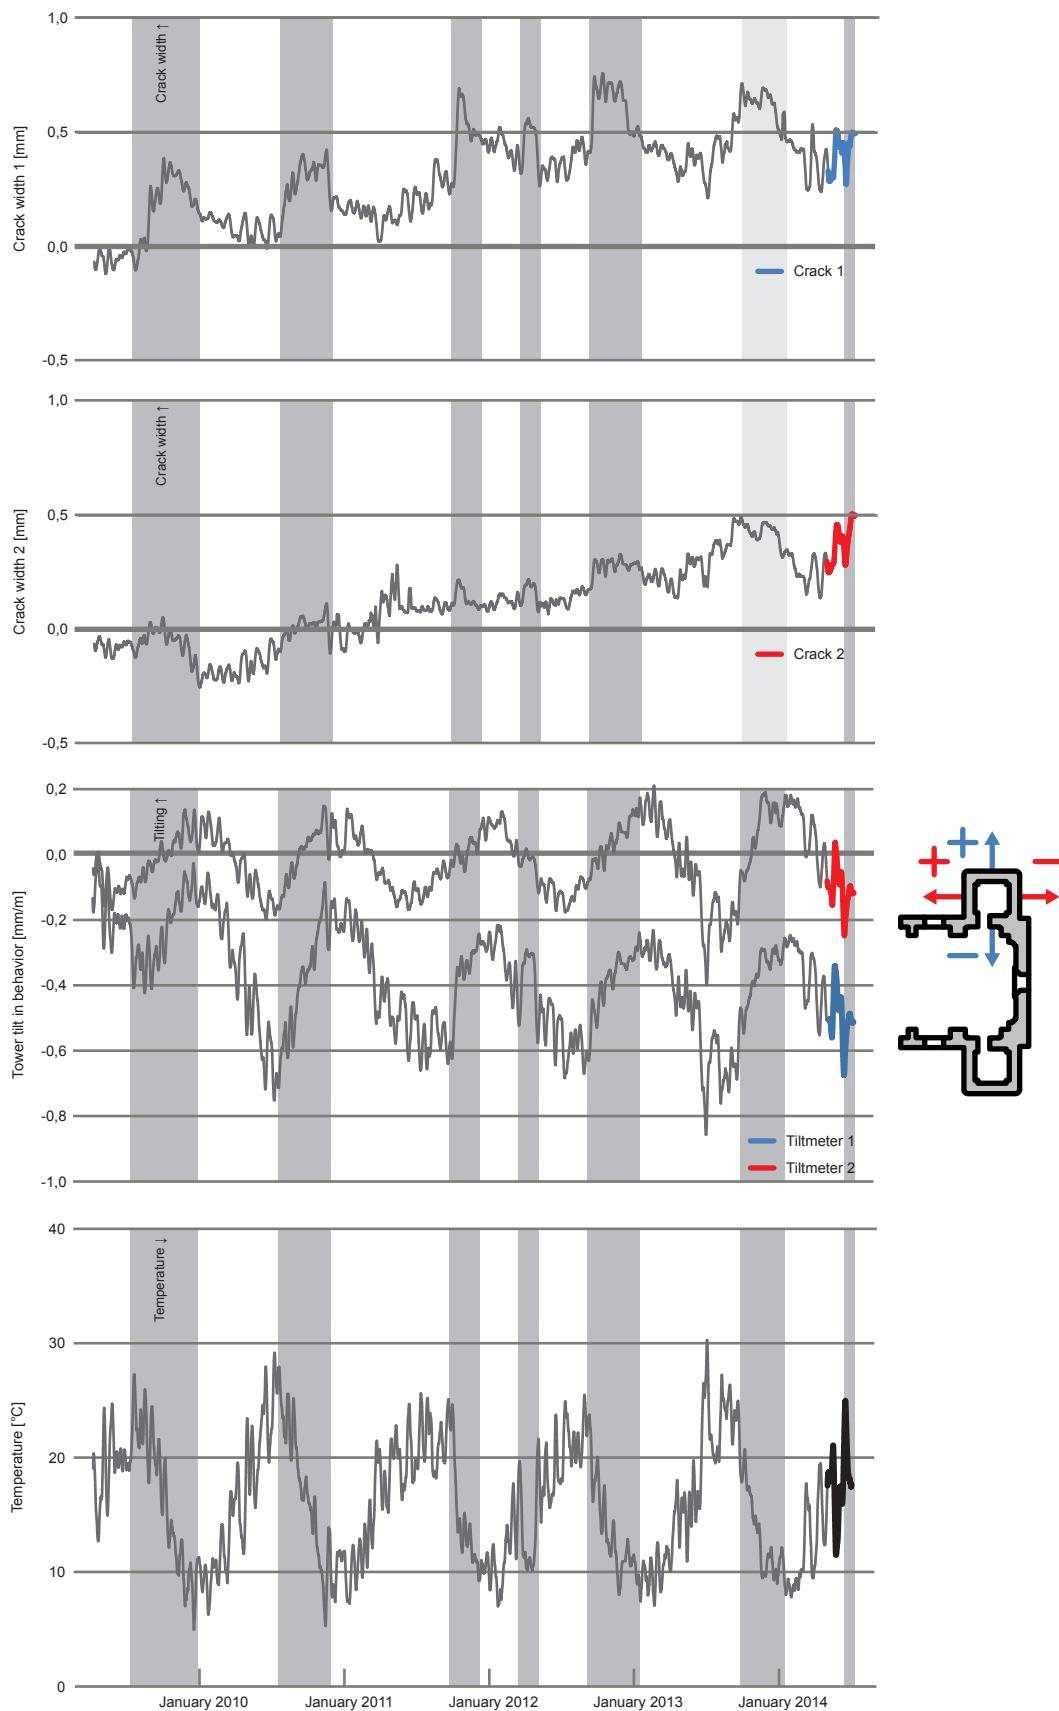 1,0
Crack width ↑
0,5
Crack width 1 [mm]
0,0
Crack 1
-0,5
1,0
Crack width ↑
0,5
Crack width 2 [mm]
0,0
Crack 2
-0,5
0,2
Tilting ↑
0,0
-0,2
-0,4
Tower tilt in behavior [mm/m]
-0,6
-0,8
Tiltmeter 1
Tiltmeter 2
-1,0
+ + −
−
40
Temperature ↓
30
Temperature [°C]
20
10
0
January 2010 January 2011 January 2012 January 2013 January 2014